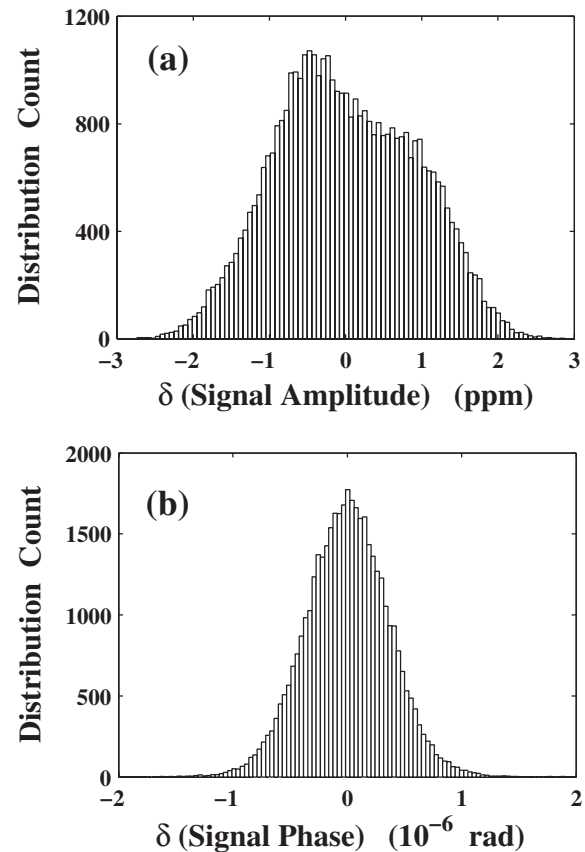 1200
(a)
800
400
0
Distribution Count
−3 −2 −1 0 1 2 3
δ (Signal Amplitude) (ppm)
2000
(b)
1500
1000
500
0
Distribution Count
−2 −1 0 1 2
δ (Signal Phase) (10⁻⁶ rad)